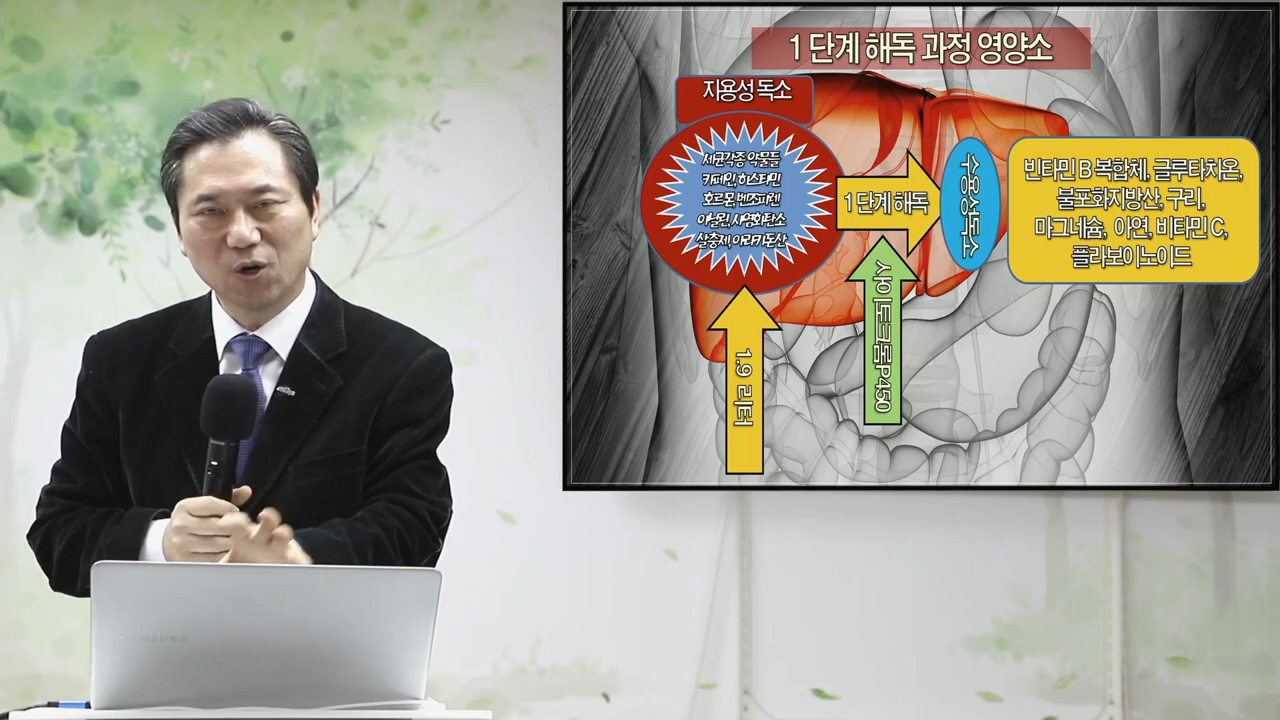 1 단계 해독 과정 영양소
지용성 독소
세균각종 약물들
카페인, 히스타민
호르몬, 벤조피렌
아닐린, 사염화탄소
살충제, 아라키돈산
1 단계 해독
수용성독소
빈타민 B 복합체, 글루타치온,
불포화지방산, 구리,
마그네슘, 아연, 비타민 C,
플라보이노이드
1.9 리터
사이토크롬P450